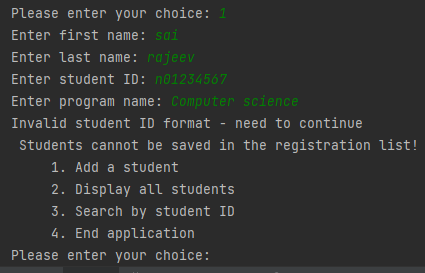 Please enter your choice: 1
Enter first name: sai
Enter last name: rajeev
Enter student ID: n01234567
Enter program name: Computer science
Invalid student ID format - need to continue
Students cannot be saved in the registration list!
1. Add a student
2. Display all students
3. Search by student ID
4. End application
Please enter your choice: